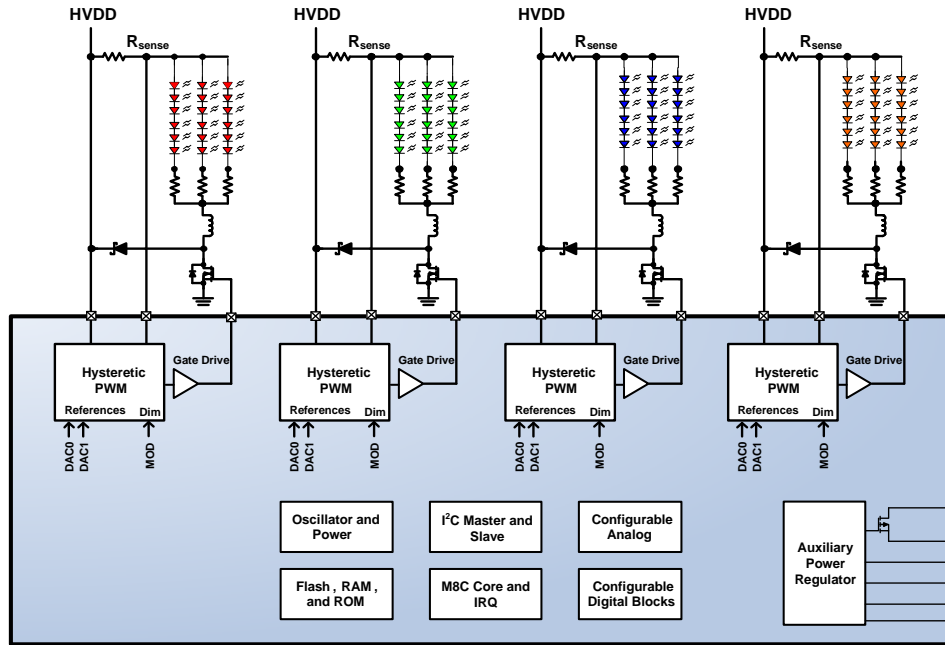 HVDD
HVDD
HVDD
HVDD
Rsense
Rsense
Rsense
Rsense
Hysteretic
PWM
References
Dim
Gate Drive
DAC0
DAC1
MOD
Hysteretic
PWM
References
Dim
Gate Drive
DAC0
DAC1
MOD
Hysteretic
PWM
References
Dim
Gate Drive
DAC0
DAC1
MOD
Hysteretic
PWM
References
Dim
Gate Drive
DAC0
DAC1
MOD
Oscillator and
Power
I²C Master and
Slave
Configurable
Analog
Flash , RAM ,
and ROM
M8C Core and
IRQ
Configurable
Digital Blocks
Auxiliary
Power
Regulator